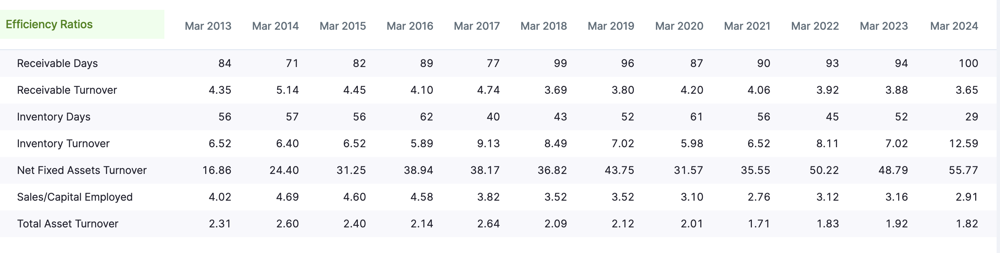 Efficiency Ratios Mar 2013 Mar 2014 Mar 2015 Mar 2016 Mar 2017 Mar 2018 Mar 2019 Mar 2020 Mar 2021 Mar 2022 Mar 2023 Mar 2024
Receivable Days 84 71 82 89 77 99 96 87 90 93 94 100
Receivable Turnover 4.35 5.14 4.45 4.10 4.74 3.69 3.80 4.20 4.06 3.92 3.88 3.65
Inventory Days 56 57 56 62 40 43 52 61 56 45 52 29
Inventory Turnover 6.52 6.40 6.52 5.89 9.13 8.49 7.02 5.98 6.52 8.11 7.02 12.59
Net Fixed Assets Turnover 16.86 24.40 31.25 38.94 38.17 36.82 43.75 31.57 35.55 50.22 48.79 55.77
Sales/Capital Employed 4.02 4.69 4.60 4.58 3.82 3.52 3.52 3.10 2.76 3.12 3.16 2.91
Total Asset Turnover 2.31 2.60 2.40 2.14 2.64 2.09 2.12 2.01 1.71 1.83 1.92 1.82